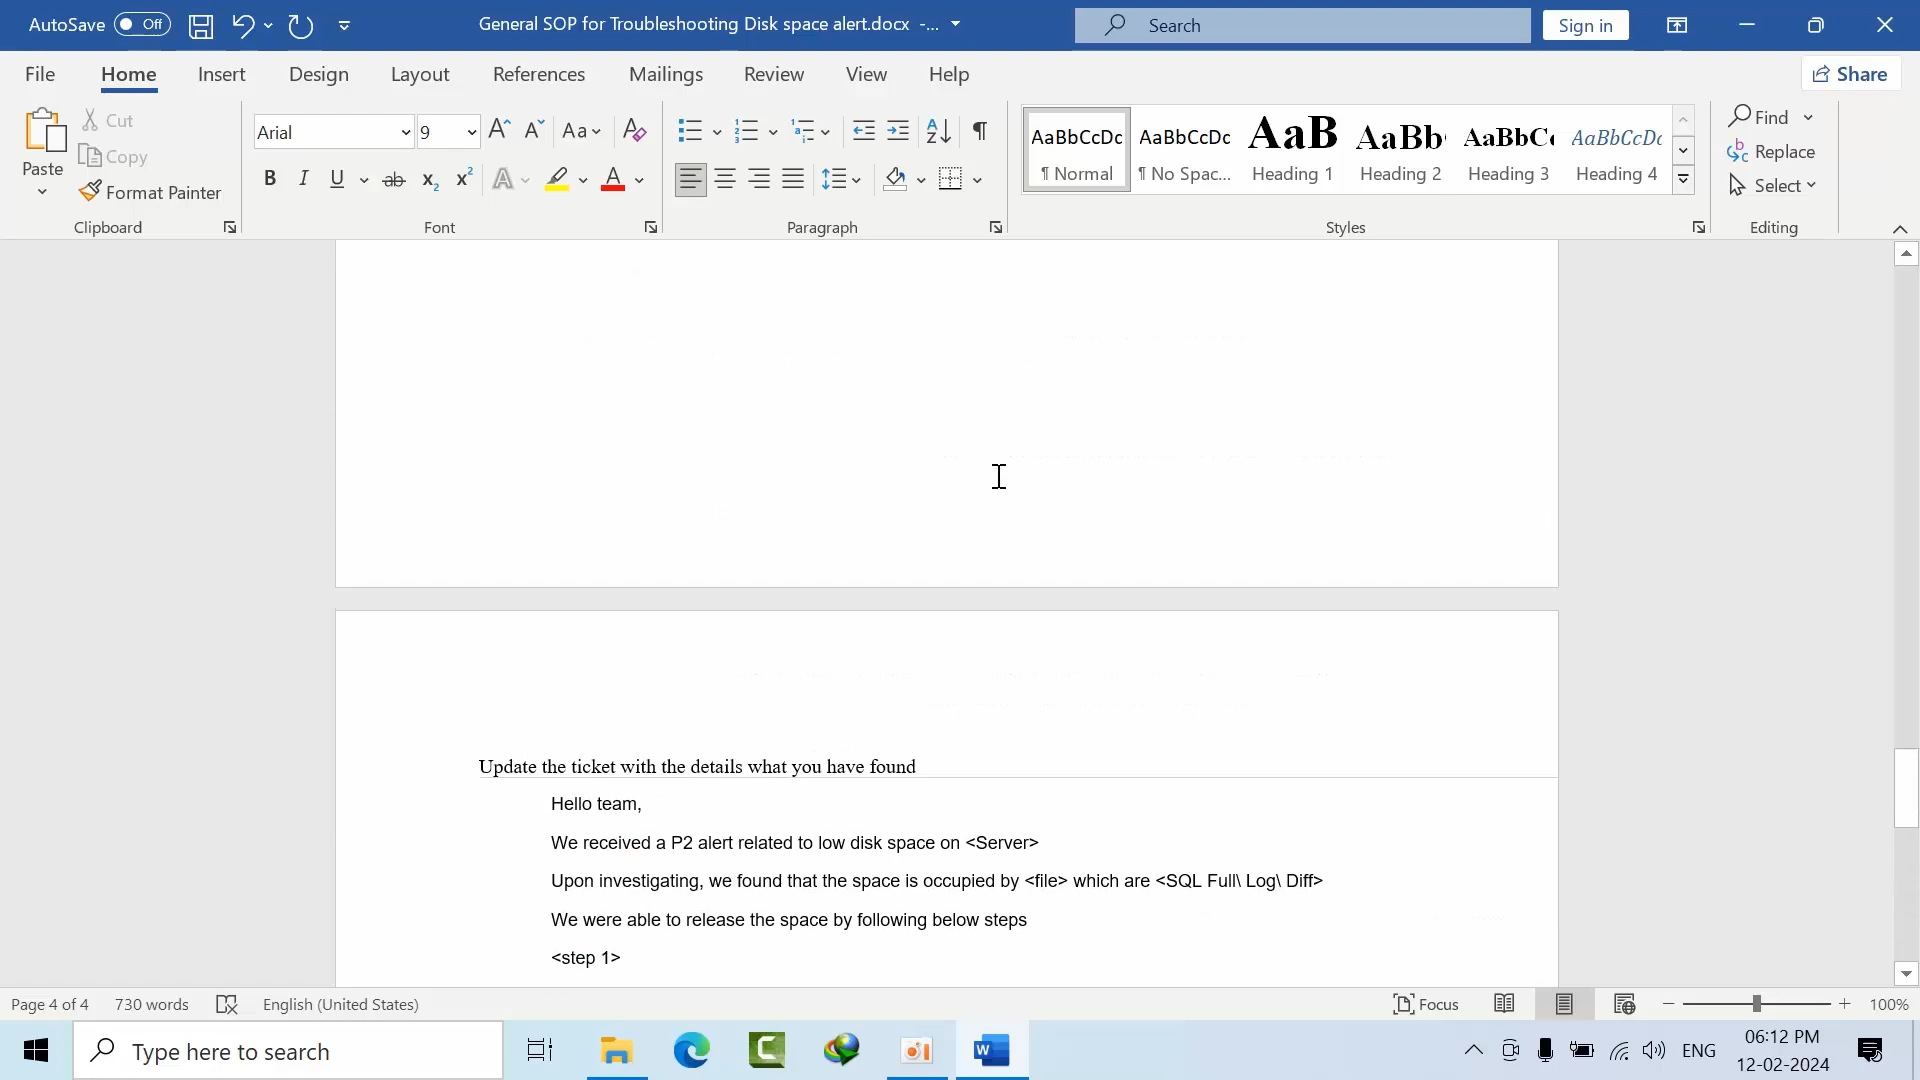 AutoSave Off
General SOP for Troubleshooting Disk space alert.docx -...
Search
Sign in
File Home Insert Design Layout References Mailings Review View Help
Share
Paste
Cut
Copy
Format Painter
Clipboard
Arial 9
Font
Paragraph
AaBbCcDc AaBbCcDc AaB AaBb AaBbC AaBbCcDc
¶ Normal ¶ No Spac... Heading 1 Heading 2 Heading 3 Heading 4
Styles
Find
Replace
Select
Editing
Update the ticket with the details what you have found
Hello team,
We received a P2 alert related to low disk space on <Server>
Upon investigating, we found that the space is occupied by <file> which are <SQL Full\ Log\ Diff>
We were able to release the space by following below steps
<step 1>
Page 4 of 4 730 words English (United States)
Focus
100%
Type here to search
ENG
06:12 PM
12-02-2024